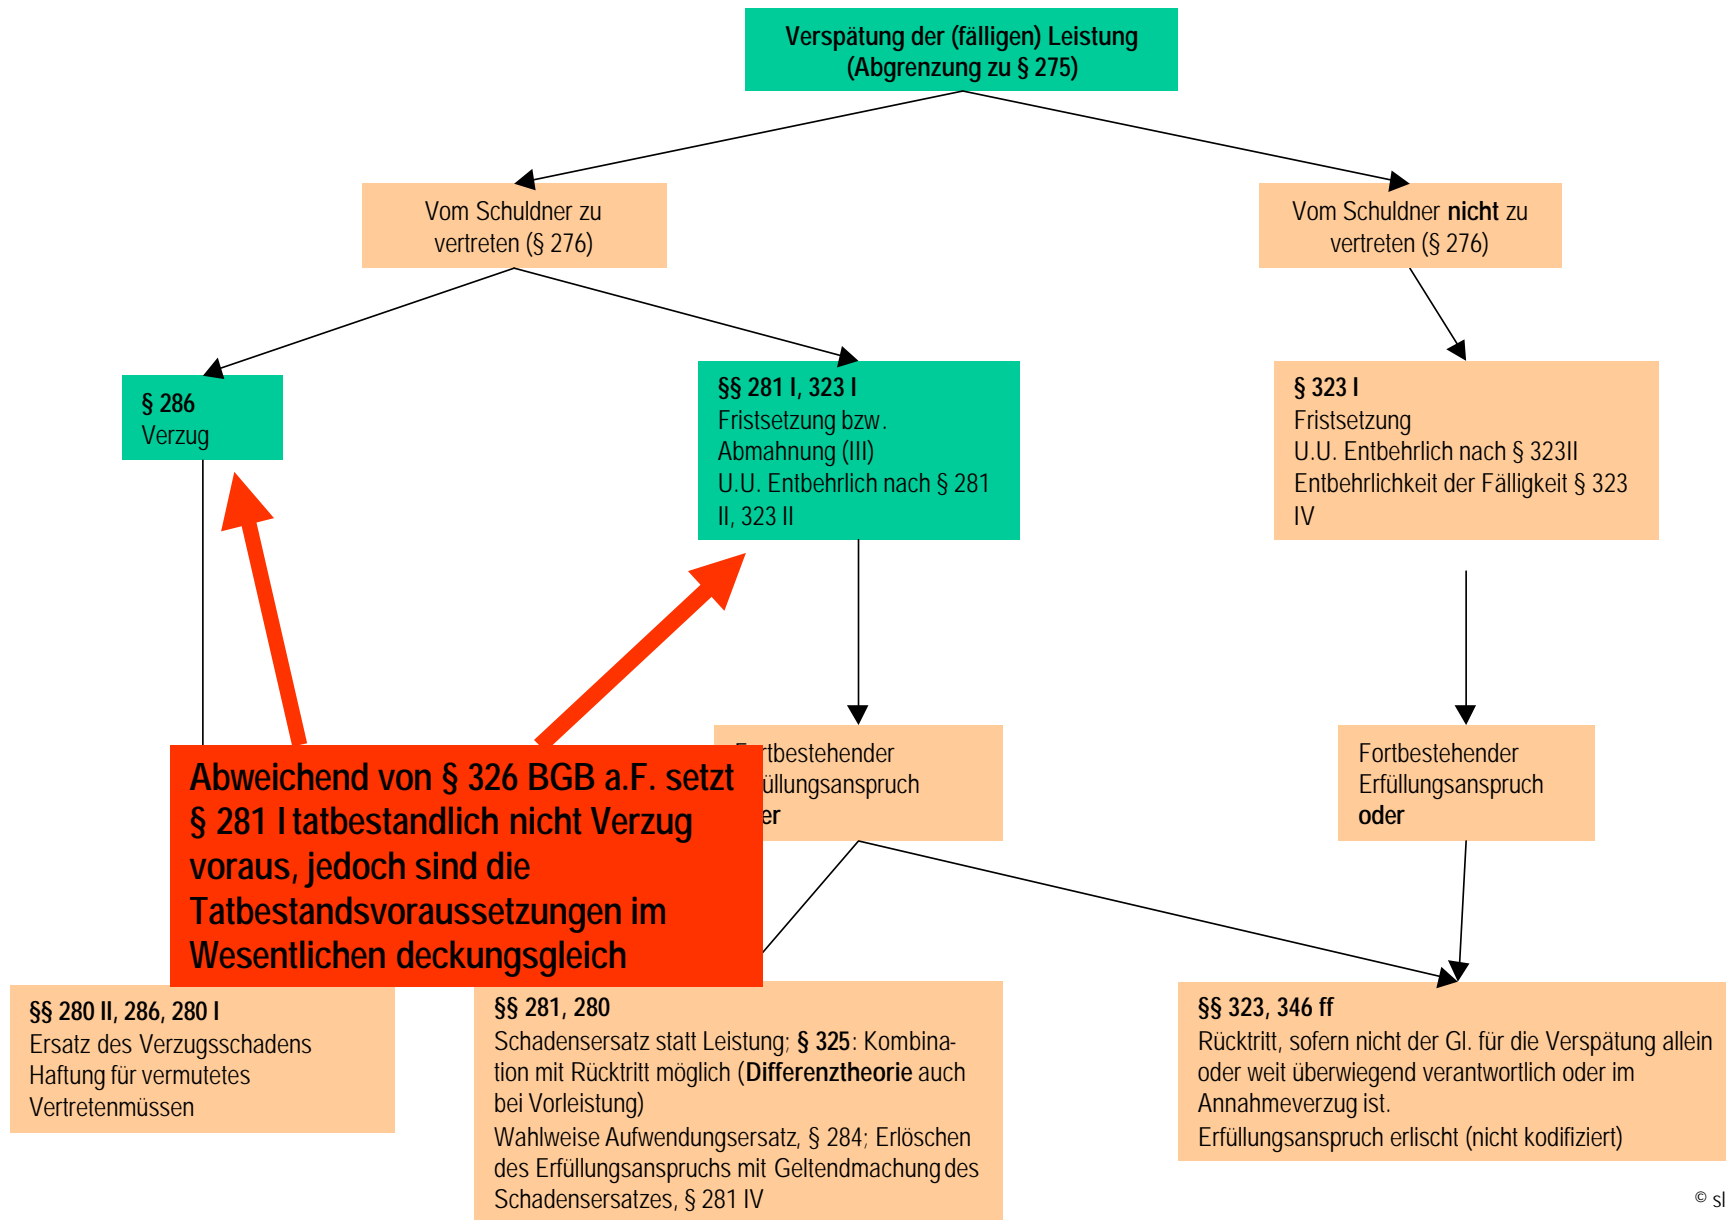 Verspätung der (fälligen) Leistung
(Abgrenzung zu § 275)
Vom Schuldner zu
vertreten (§ 276)
Vom Schuldner nicht zu
vertreten (§ 276)
§ 286
Verzug
§§ 281 I, 323 I
Fristsetzung bzw.
Abmahnung (III)
U.U. Entbehrlich nach § 281
II, 323 II
§ 323 I
Fristsetzung
U.U. Entbehrlich nach § 323II
Entbehrlichkeit der Fälligkeit § 323
IV
Abweichend von § 326 BGB a.F. setzt
§ 281 I tatbestandlich nicht Verzug
voraus, jedoch sind die
Tatbestandsvoraussetzungen im
Wesentlichen deckungsgleich
Fortbestehender
Erfüllungsanspruch
oder
§§ 280 II, 286, 280 I
Ersatz des Verzugsschadens
Haftung für vermutetes
Vertretenmüssen
§§ 281, 280
Schadensersatz statt Leistung; § 325: Kombina-
tion mit Rücktritt möglich (Differenztheorie auch
bei Vorleistung)
Wahlweise Aufwendungsersatz, § 284; Erlöschen
des Erfüllungsanspruchs mit Geltendmachung des
Schadensersatzes, § 281 IV
§§ 323, 346 ff
Rücktritt, sofern nicht der Gl. für die Verspätung allein
oder weit überwiegend verantwortlich oder im
Annahmeverzug ist.
Erfüllungsanspruch erlischt (nicht kodifiziert)
© sl